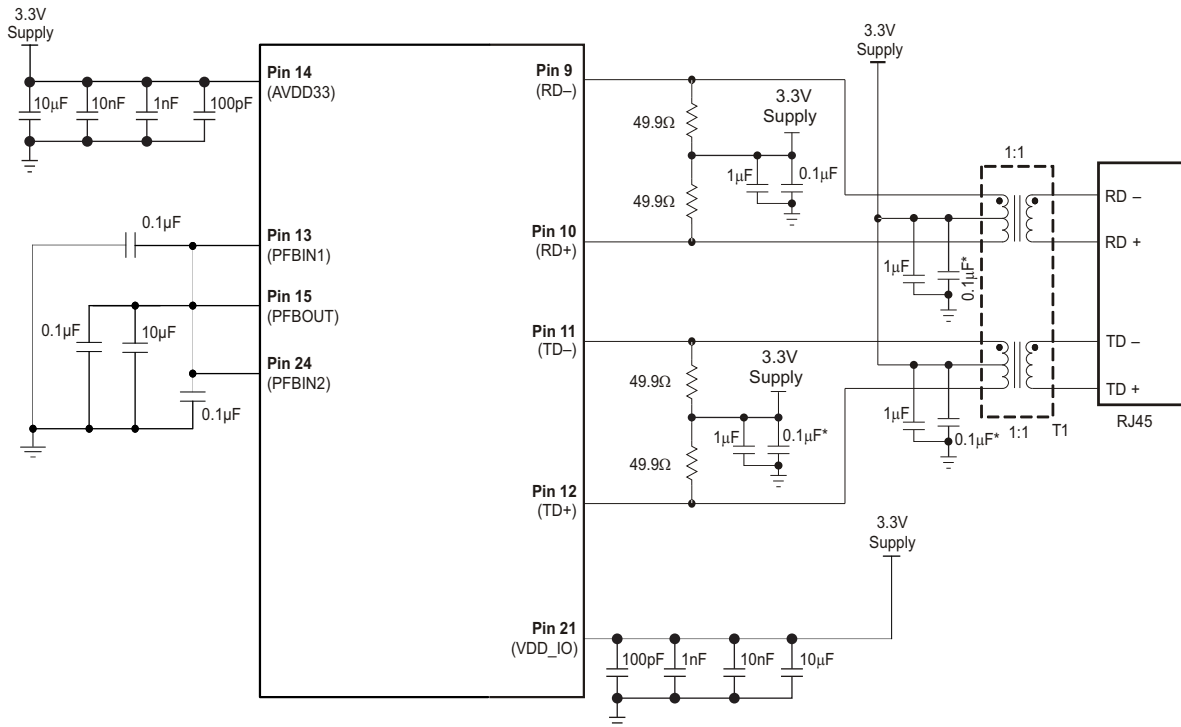 3.3V
Supply
Pin 14
(AVDD33)
10µF
10nF
1nF
100pF
0.1µF
Pin 13
(PFBIN1)
Pin 15
(PFBOUT)
0.1µF
10µF
Pin 24
(PFBIN2)
0.1µF
Pin 9
(RD–)
49.9Ω
3.3V
Supply
1µF
0.1µF
49.9Ω
Pin 10
(RD+)
Pin 11
(TD–)
49.9Ω
3.3V
Supply
1µF
0.1µF*
49.9Ω
Pin 12
(TD+)
3.3V
Supply
1:1
RD –
RD +
1µF
0.1µF*
TD –
TD +
1µF
0.1µF*
1:1
T1
RJ45
3.3V
Supply
Pin 21
(VDD_IO)
100pF
1nF
10nF
10µF